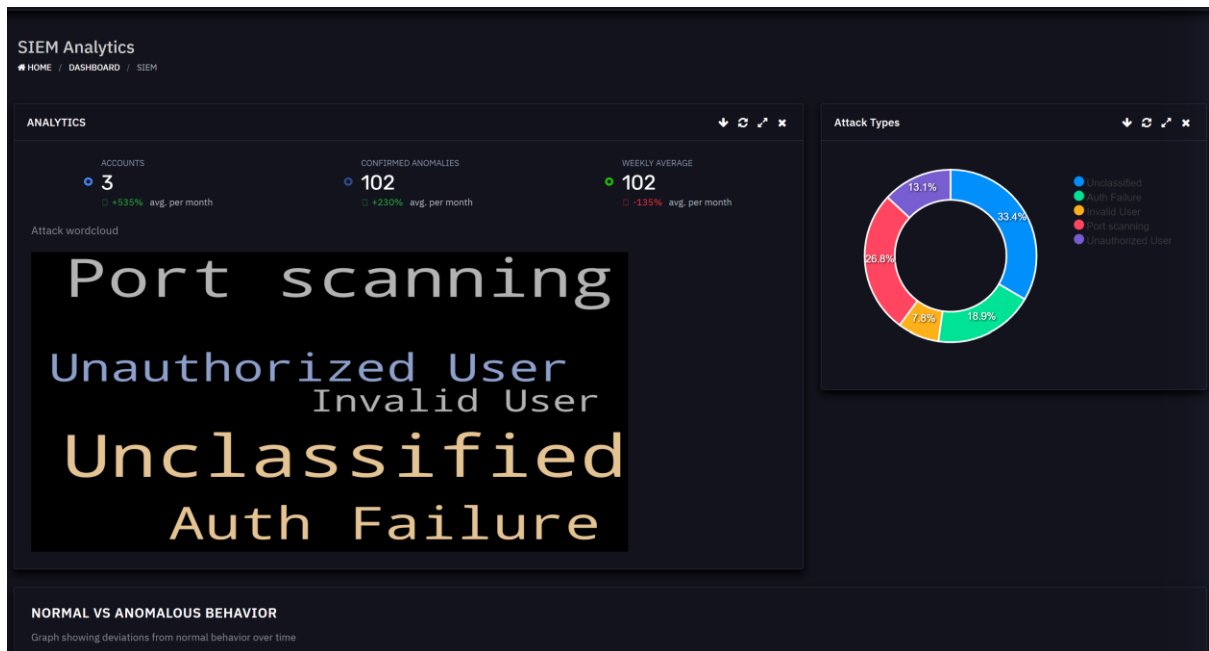 SIEM Analytics
HOME / DASHBOARD / SIEM
ANALYTICS
ACCOUNTS
3
+535% avg. per month
CONFIRMED ANOMALIES
102
+230% avg. per month
WEEKLY AVERAGE
102
-135% avg. per month
Attack wordcloud
Port scanning
Unauthorized User
Invalid User
Unclassified
Auth Failure
Attack Types
13.1%
33.4%
26.8%
7.8%
18.9%
Unclassified
Auth Failure
Invalid User
Port scanning
Unauthorized User
NORMAL VS ANOMALOUS BEHAVIOR
Graph showing deviations from normal behavior over time